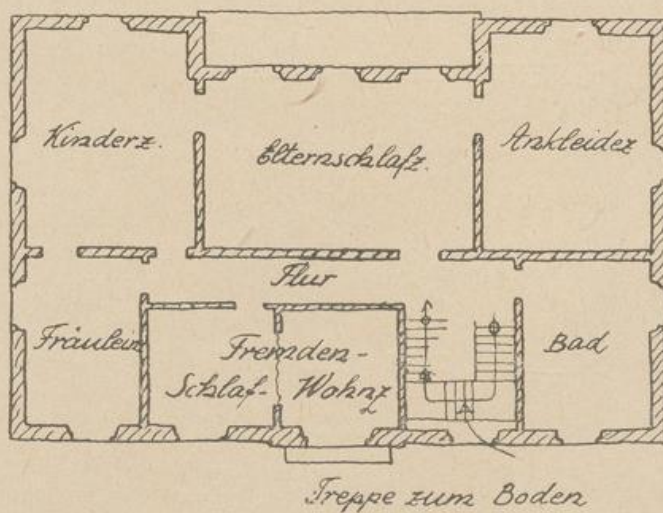 Kinderz.
Elternschlafz.
Ankleidez
Flur
Fräulein
Fremden-
Schlaf-
Wohnz
Bad
Treppe zum Boden